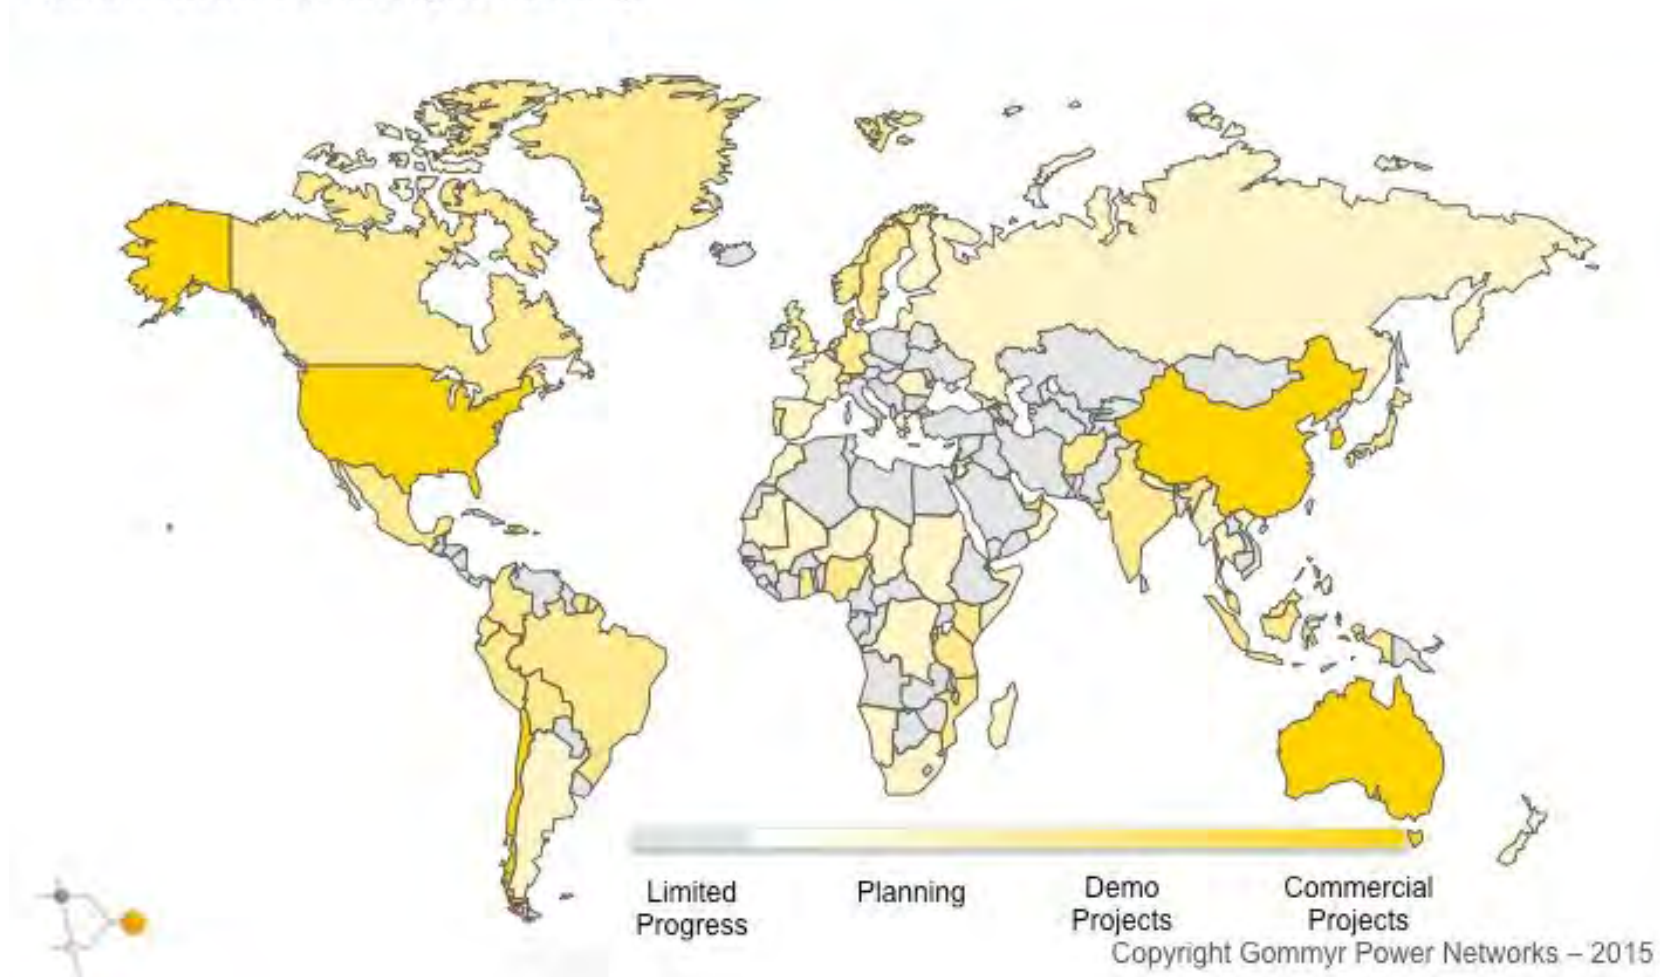 Limited
Progress
Planning
Demo
Projects
Commercial
Projects
Copyright Gommyr Power Networks – 2015